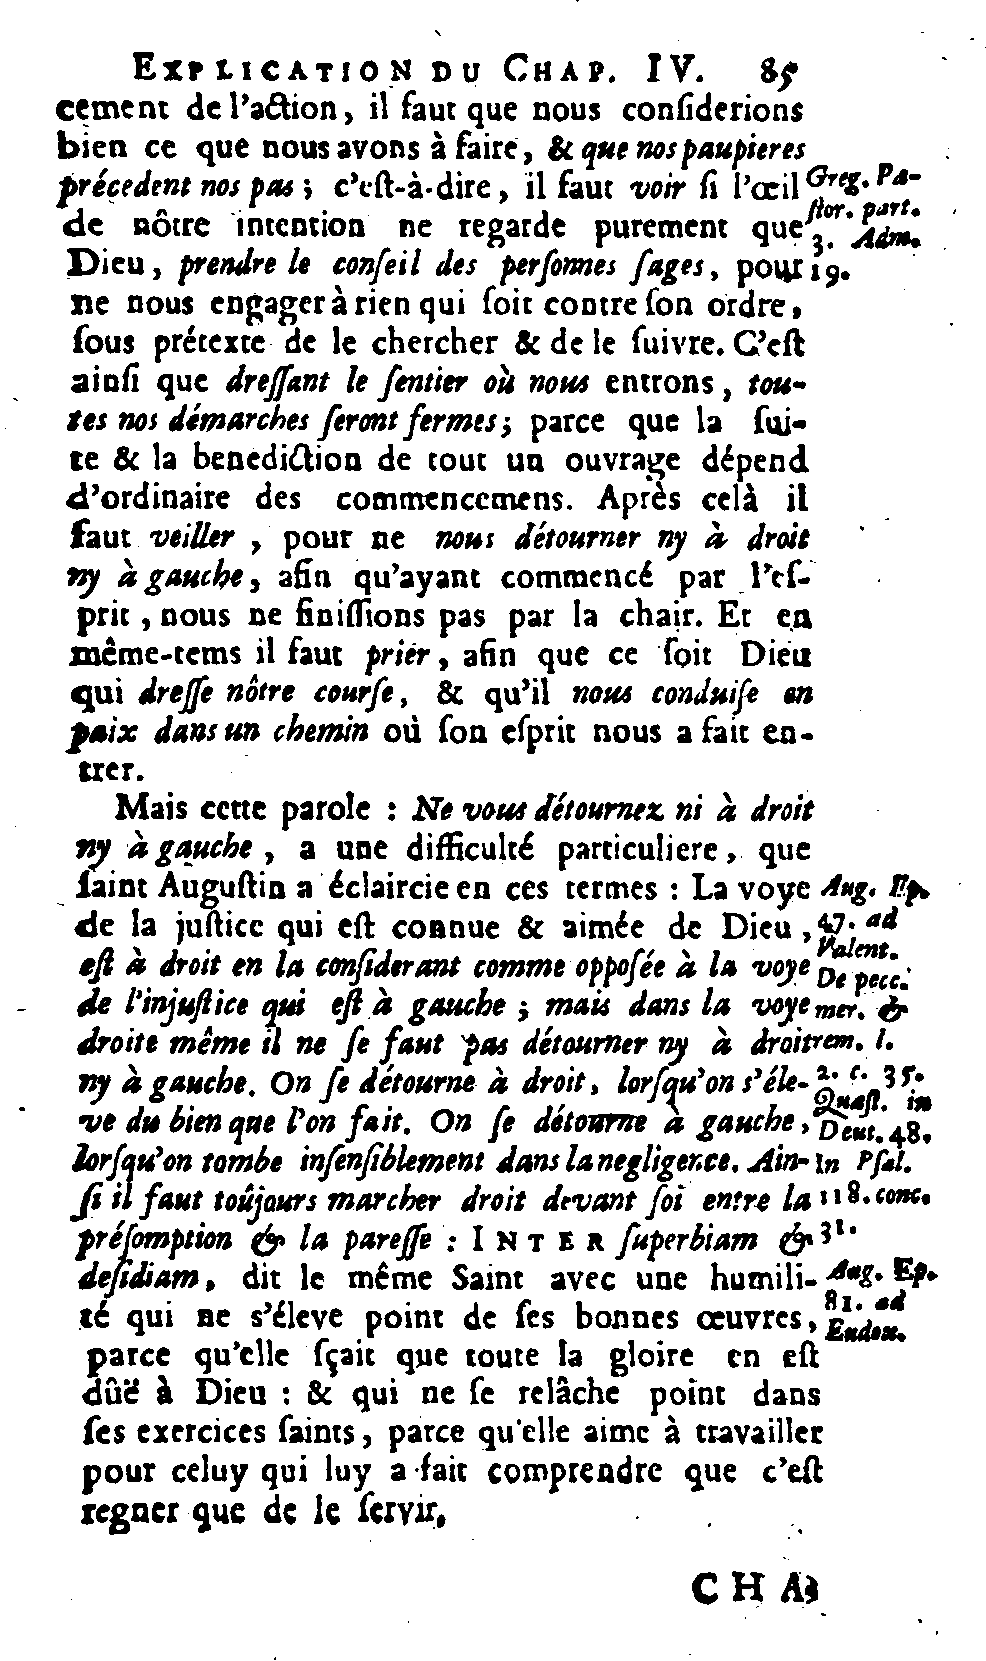 EXPLICATION DU CHAP. IV. 85
cement de l'action, il faut que nous conſiderions
bien ce que nous avons à faire, & que nos paupieres
précedent nos pas; c'eſt-à-dire, il faut voir ſi l'œil
de nôtre intention ne regarde purement que
Dieu, prendre le conſeil des perſonnes ſages, pour
ne nous engager à rien qui ſoit contre ſon ordre,
ſous prétexte de le chercher & de le ſuivre. C'eſt
ainſi que dreſſant le ſentier où nous entrons, tou-
tes nos démarches ſeront fermes; parce que la ſui-
te & la benediction de tout un ouvrage dépend
d'ordinaire des commencemens. Après celà il
faut veiller, pour ne nous détourner ny à droit
ny à gauche, afin qu'ayant commencé par l'eſ-
prit, nous ne finiſſions pas par la chair. Et en
même-tems il faut prier, afin que ce ſoit Dieu
qui dreſſe nôtre courſe, & qu'il nous conduiſe en
paix dans un chemin où ſon eſprit nous a fait en-
trer.
Mais cette parole : Ne vous détournez ni à droit
ny à gauche, a une difficulté particuliere, que
ſaint Auguſtin a éclaircie en ces termes : La voye
de la juſtice qui eſt connue & aimée de Dieu,
eſt à droit en la conſiderant comme oppoſée à la voye
de l'injuſtice qui eſt à gauche ; mais dans la voye
droite même il ne ſe faut pas détourner ny à droit
ny à gauche. On ſe détourne à droit, lorſqu'on s'éle-
ve du bien que l'on fait. On ſe détourne à gauche,
lorſqu'on tombe inſenſiblement dans la negligence. Ain-
ſi il faut toûjours marcher droit devant ſoi entre la
préſomption & la pareſſe : INTER ſuperbiam &
deſidiam, dit le même Saint avec une humili-
té qui ne s'éleve point de ſes bonnes œuvres,
parce qu'elle ſçait que toute la gloire en eſt
dûë à Dieu : & qui ne ſe relâche point dans
ſes exercices ſaints, parce qu'elle aime à travailler
pour celuy qui luy a fait comprendre que c'eſt
regner que de le ſervir.
Greg. Pa-
ſtor. part.
3. Adm.
19.
Aug. Ep.
47. ad
Valent.
De pecc.
mer. &
rem. l.
2. c. 35.
Quæſt. in
Deut. 48.
In Pſal.
118. conc.
31.
Aug. Ep.
81. ad
Eudox.
CHA